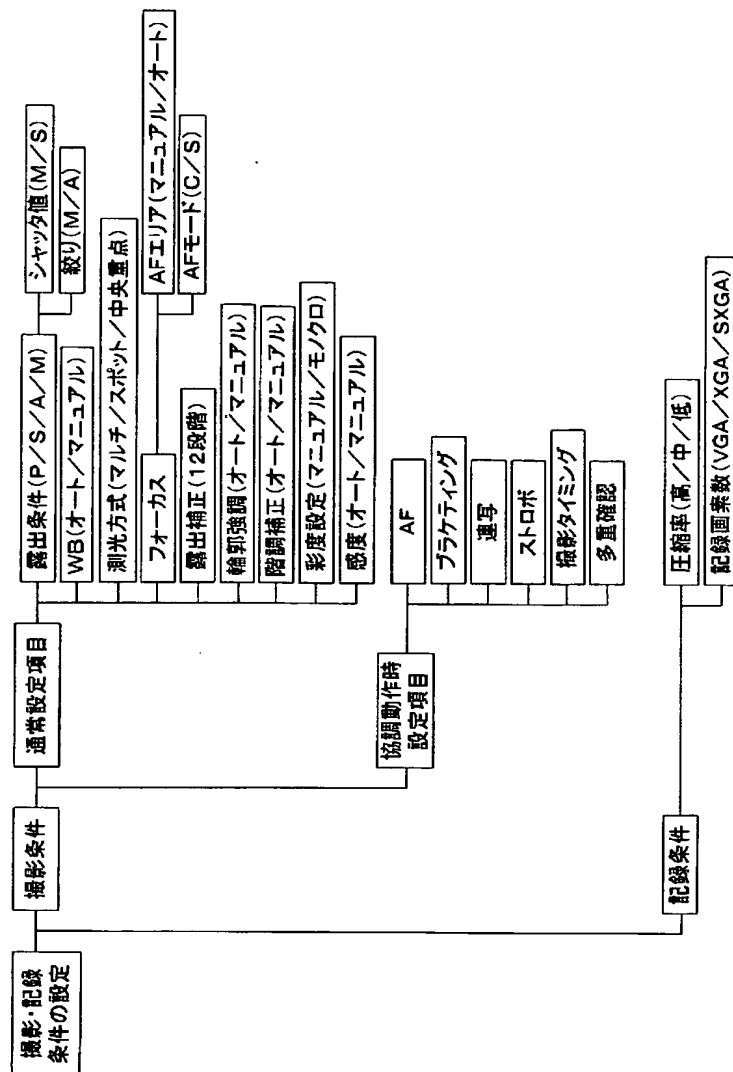 撮影・記録
条件の設定
撮影条件
通常設定項目
露出条件(P/S/A/M)
シャッタ値(M/S)
絞り(M/A)
WB(オート/マニュアル)
測光方式(マルチ/スポット/中央重点)
フォーカス
AFエリア(マニュアル/オート)
AFモード(C/S)
露出補正(12段階)
輪郭強調(オート/マニュアル)
階調補正(オート/マニュアル)
彩度設定(マニュアル/モノクロ)
感度(オート/マニュアル)
協調動作時
設定項目
AF
ブラケティング
連写
ストロボ
撮影タイミング
多重確認
記録条件
圧縮率(高/中/低)
記録画素数(VGA/XGA/SXGA)